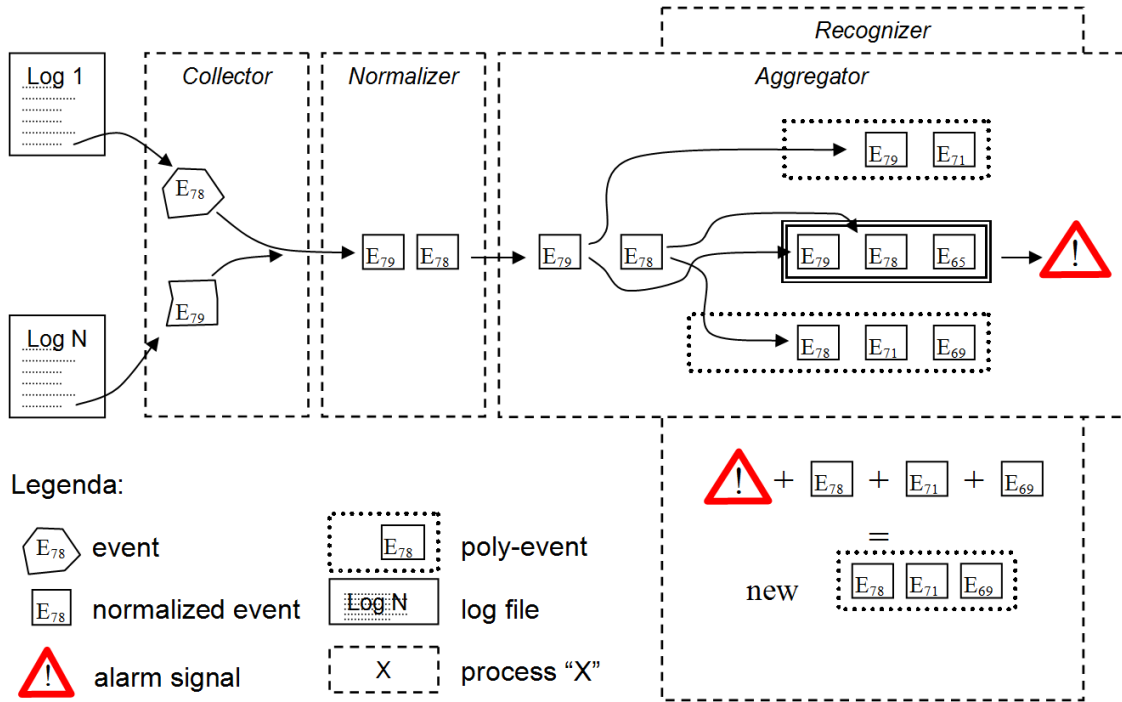 Recognizer
Collector Normalizer Aggregator
Log 1
E79 E71
E78
E79 E78 E79 E78 E79 E78 E65 !
E79
Log N
E78 E71 E69
! + E78 + E71 + E69
=
new E78 E71 E69
Legenda:
E78 event
E78 poly-event
E78 normalized event
Log N log file
! alarm signal
X process “X”